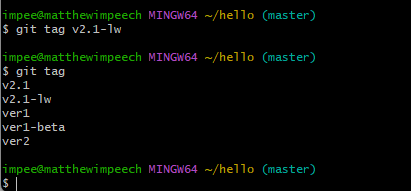 impee@matthewimpeech MINGW64 ~/hello (master)
$ git tag v2.1-lw
impee@matthewimpeech MINGW64 ~/hello (master)
$ git tag
v2.1
v2.1-lw
ver1
ver1-beta
ver2
impee@matthewimpeech MINGW64 ~/hello (master)
$